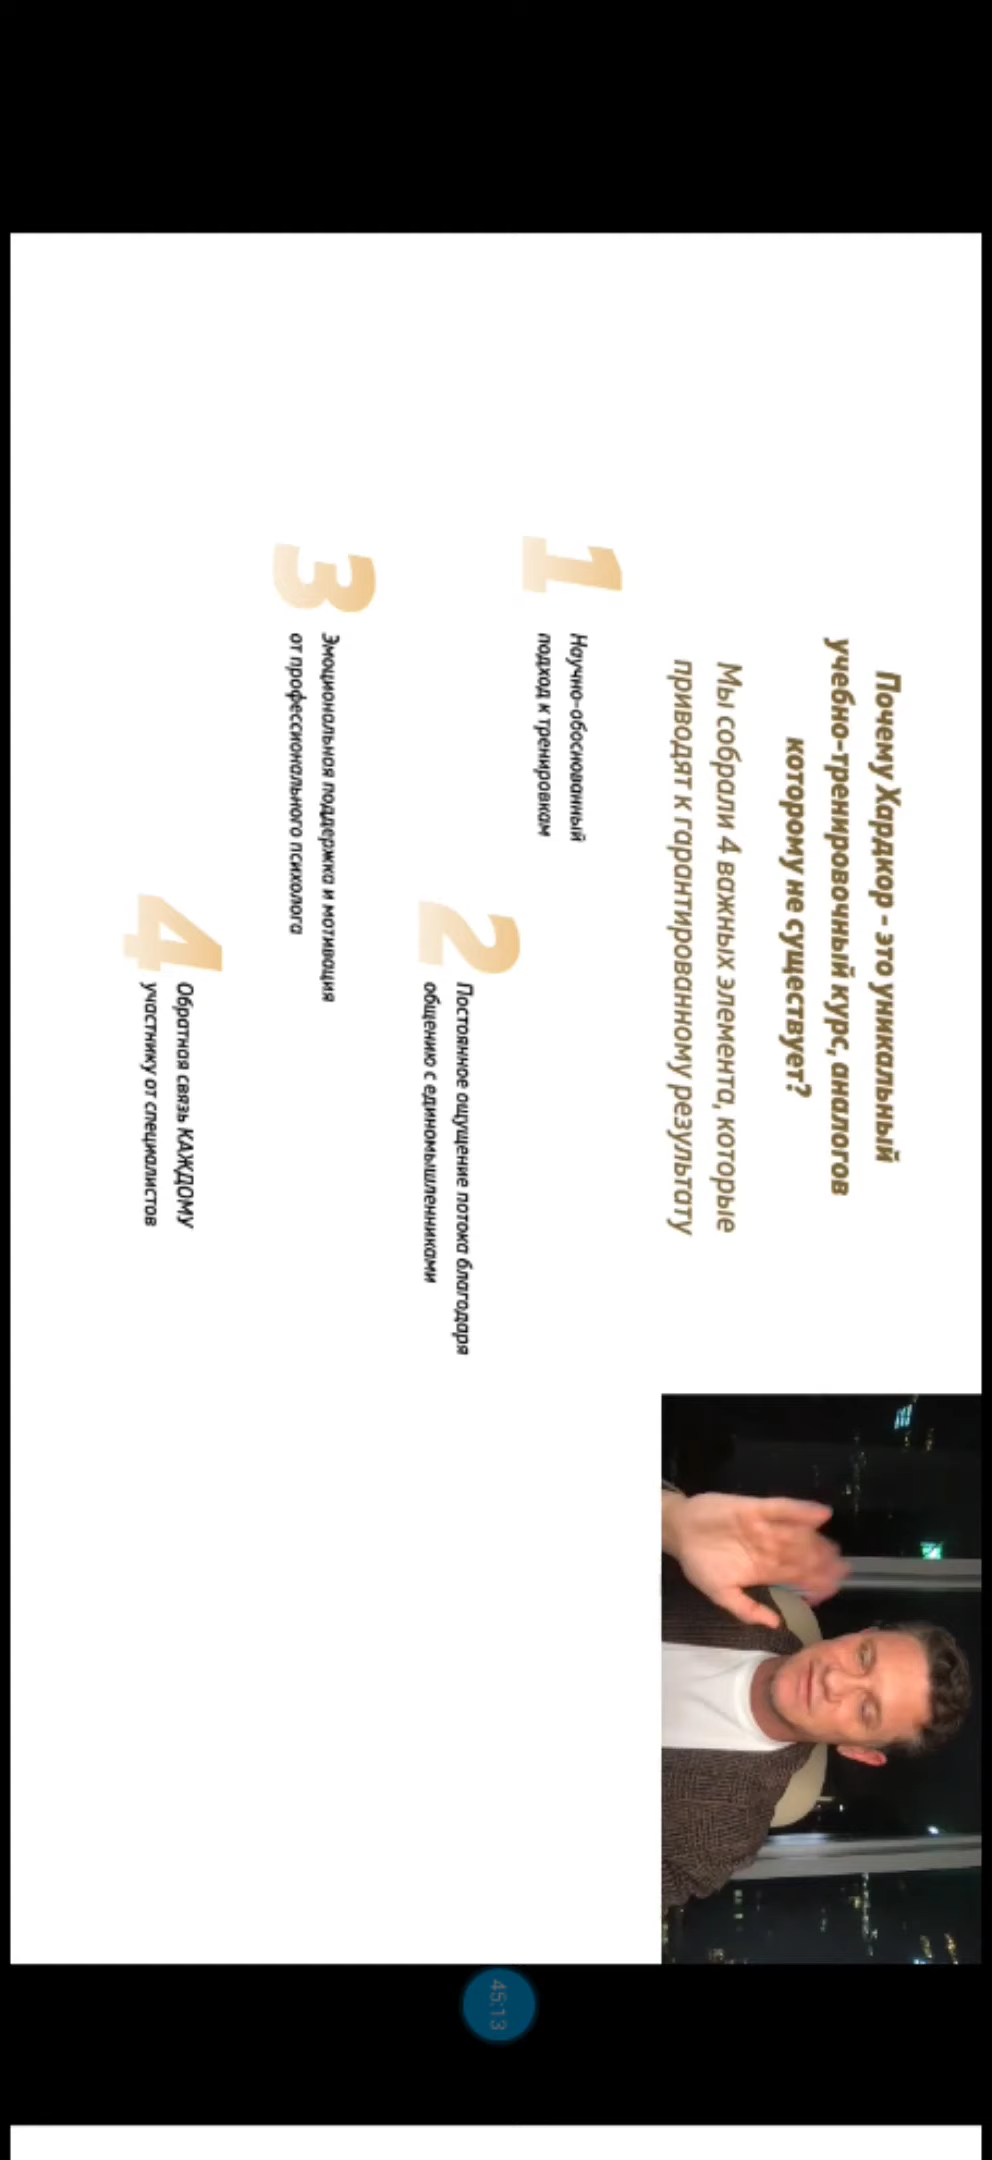 Почему Хардкор - это уникальный
учебно-тренировочный курс, аналогов
которому не существует?
Мы собрали 4 важных элемента, которые
приводят к гарантированному результату
1
Научно-обоснованный
подход к тренировкам
2
Постоянное ощущение потока благодаря
общению с единомышленниками
3
Эмоциональная поддержка и мотивация
от профессионального психолога
4
Обратная связь КАЖДОМУ
участнику от специалистов
45:13